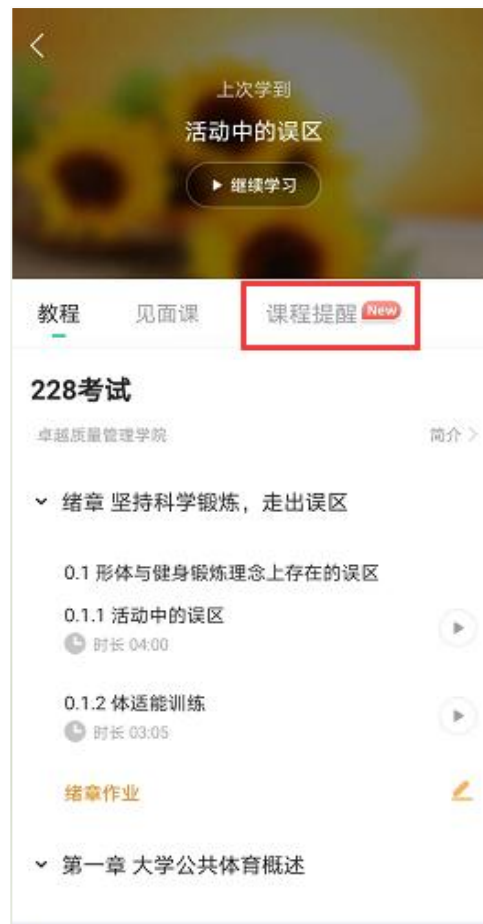 上次学到
活动中的误区
继续学习
教程 见面课 课程提醒 New
228考试
卓越质量管理学院 简介
绪章 坚持科学锻炼，走出误区
0.1 形体与健身锻炼理念上存在的误区
0.1.1 活动中的误区
时长 04:00
0.1.2 体适能训练
时长 03:05
绪章作业
第一章 大学公共体育概述